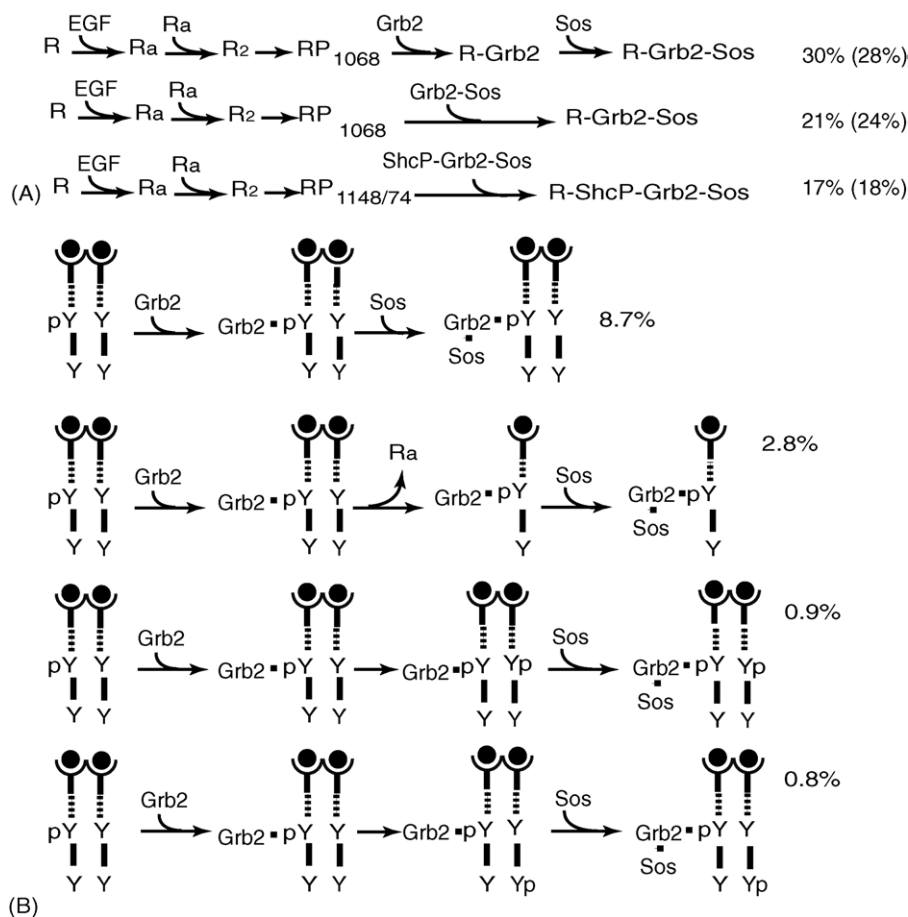 EGF Ra Grb2 Sos
R Ra R2 RP1068 R-Grb2 R-Grb2-Sos 30% (28%)
EGF Ra Grb2-Sos
R Ra R2 RP1068 R-Grb2-Sos 21% (24%)
EGF Ra ShcP-Grb2-Sos
(A) R Ra R2 RP1148/74 R-ShcP-Grb2-Sos 17% (18%)
Grb2 Sos 8.7%
pY Y Grb2 pY Y Grb2 pY Y
Sos
Y Y Y Y Y Y
Ra 2.8%
Grb2 Sos
pY Y Grb2 pY Y Grb2 pY Grb2 pY
Sos
Y Y Y Y Y Y
0.9%
Grb2 Sos
pY Y Grb2 pY Y Grb2 pY Yp Grb2 pY Yp
Sos
Y Y Y Y Y Y Y Y
0.8%
Grb2 Sos
pY Y Grb2 pY Y Grb2 pY Y Grb2 pY Y
Sos
Y Y Y Y Y Yp Y Yp
(B)